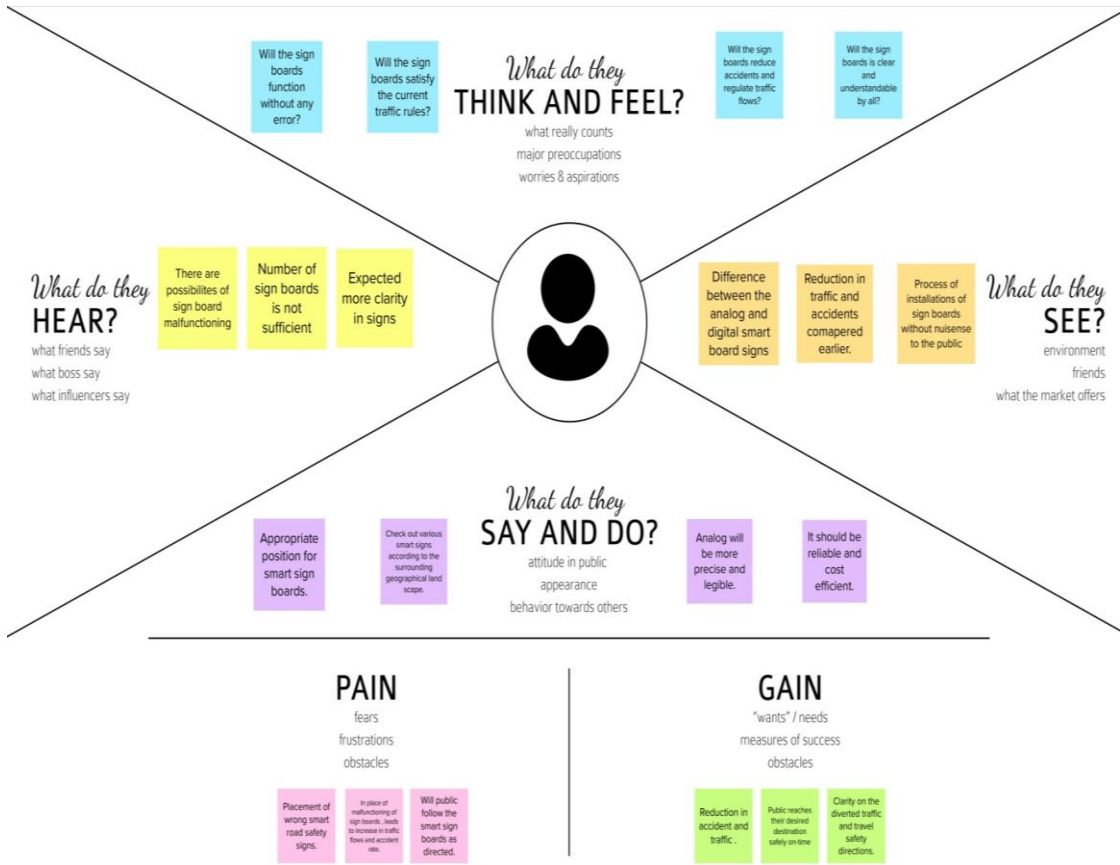 Will the sign
boards
function
without any
error?
Will the sign
boards satisfy
the current
traffic rules?
What do they
THINK AND FEEL?
what really counts
major preoccupations
worries & aspirations
Will the sign
boards reduce
accidents and
regulate traffic
flows?
Will the sign
boards is clear
and
understandable
by all?
What do they
HEAR?
what friends say
what boss say
what influencers say
There are
possibilites of
sign board
malfunctioning
Number of
sign boards
is not
sufficient
Expected
more clarity
in signs
Difference
between the
analog and
digital smart
board signs
Reduction in
traffic and
accidents
comapered
earlier.
Process of
installations of
sign boards
without nuisense
to the public
What do they
SEE?
environment
friends
what the market offers
What do they
SAY AND DO?
attitude in public
appearance
behavior towards others
Appropriate
position for
smart sign
boards.
Check out various
smart signs
according to the
surrounding
geographical land
scape.
Analog will
be more
precise and
legible.
It should be
reliable and
cost
efficient.
PAIN
fears
frustrations
obstacles
Placement of
wrong smart
road safety
signs.
In place of
malfunctioning of
sign boards , leads
to increase in traffic
flows and accident
rate.
Will public
follow the
smart sign
boards as
directed.
GAIN
"wants" / needs
measures of success
obstacles
Reduction in
accident and
traffic .
Public reaches
their desired
destination
safely on-time
Clarity on the
diverted traffic
and travel
safety
directions.